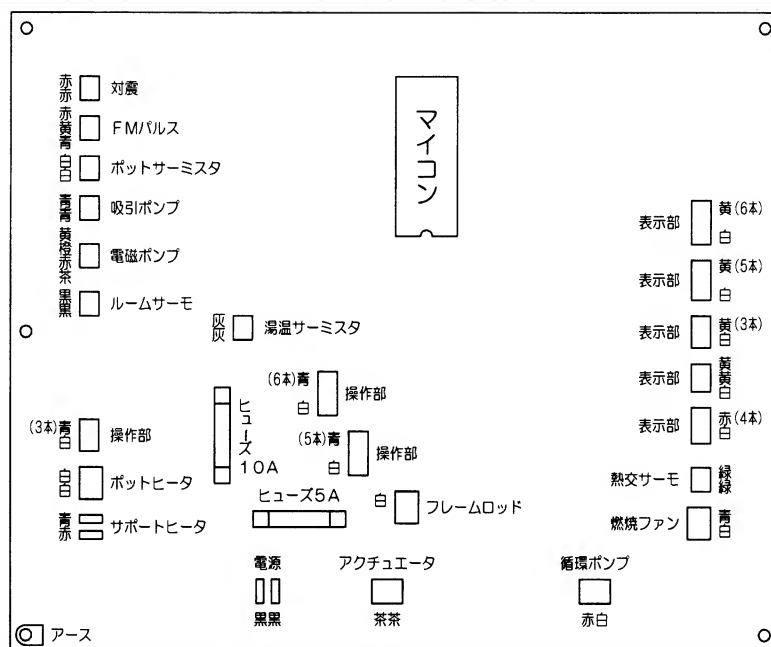 赤赤 対震
赤黄青 FMパルス
白白 ポットサーミスタ
青青 吸引ポンプ
黄橙赤茶 電磁ポンプ
黒黒 ルームサーモ
マイコン
灰灰 湯温サーミスタ
表示部 黄(6本) 白
表示部 黄(5本) 白
表示部 黄(3本) 白
表示部 黄黄白
表示部 赤(4本) 白
熱交サーモ 緑緑
燃焼ファン 青白
(6本)青 白 操作部
(5本)青 白 操作部
ヒューズ10A
(3本)青 白 操作部
白白 ポットヒータ
青赤 サポートヒータ
ヒューズ5A
白 フレームロッド
電源
黒黒
アクチュエータ
茶茶
循環ポンプ
赤白
アース